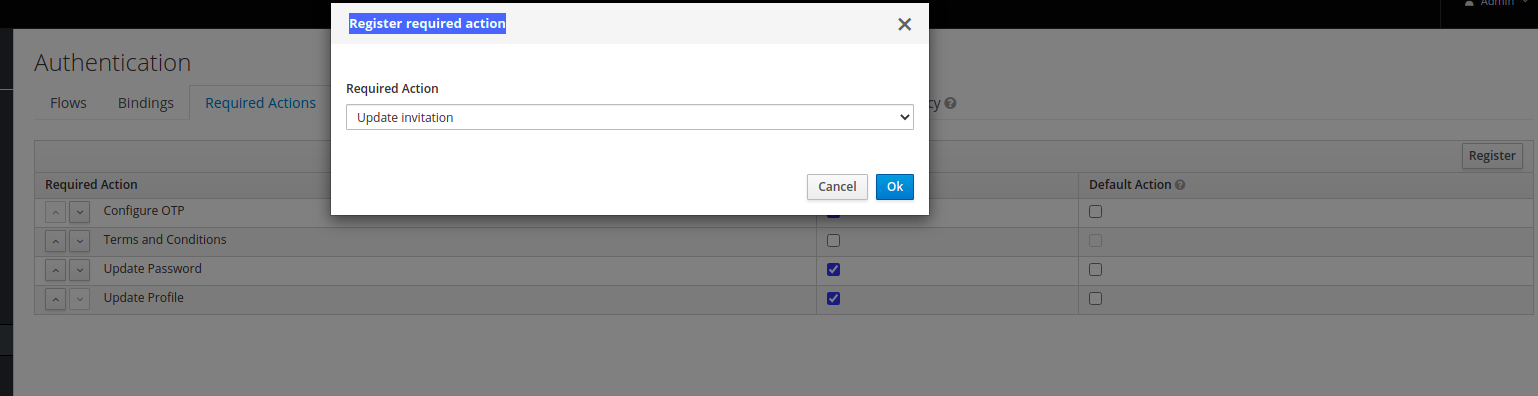 Admin
Register required action
Authentication
Required Action
Flows
Bindings
Required Actions
cy
Update invitation
Register
Cancel
Ok
Required Action
Default Action
Configure OTP
Terms and Conditions
Update Password
Update Profile